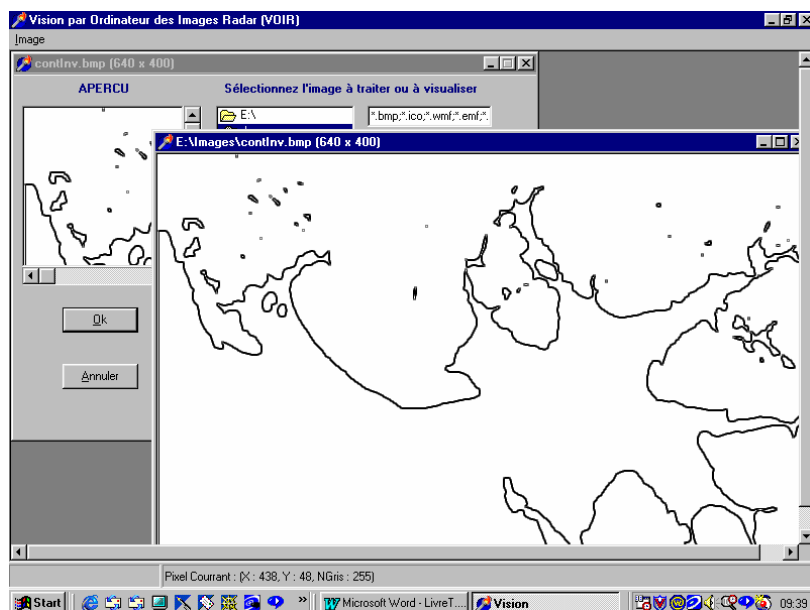 Vision par Ordinateur des Images Radar (VOIR)
Image
contInv.bmp (640 x 400)
APERCU
Sélectionnez l'image à traiter ou à visualiser
E:\
*.bmp;*.ico;*.wmf;*.emf;*.
E:\Images\contInv.bmp (640 x 400)
Ok
Annuler
Pixel Courrant : (X : 438, Y : 48, NGris : 255)
Start
»
Microsoft Word - LivreT....
Vision
09:39